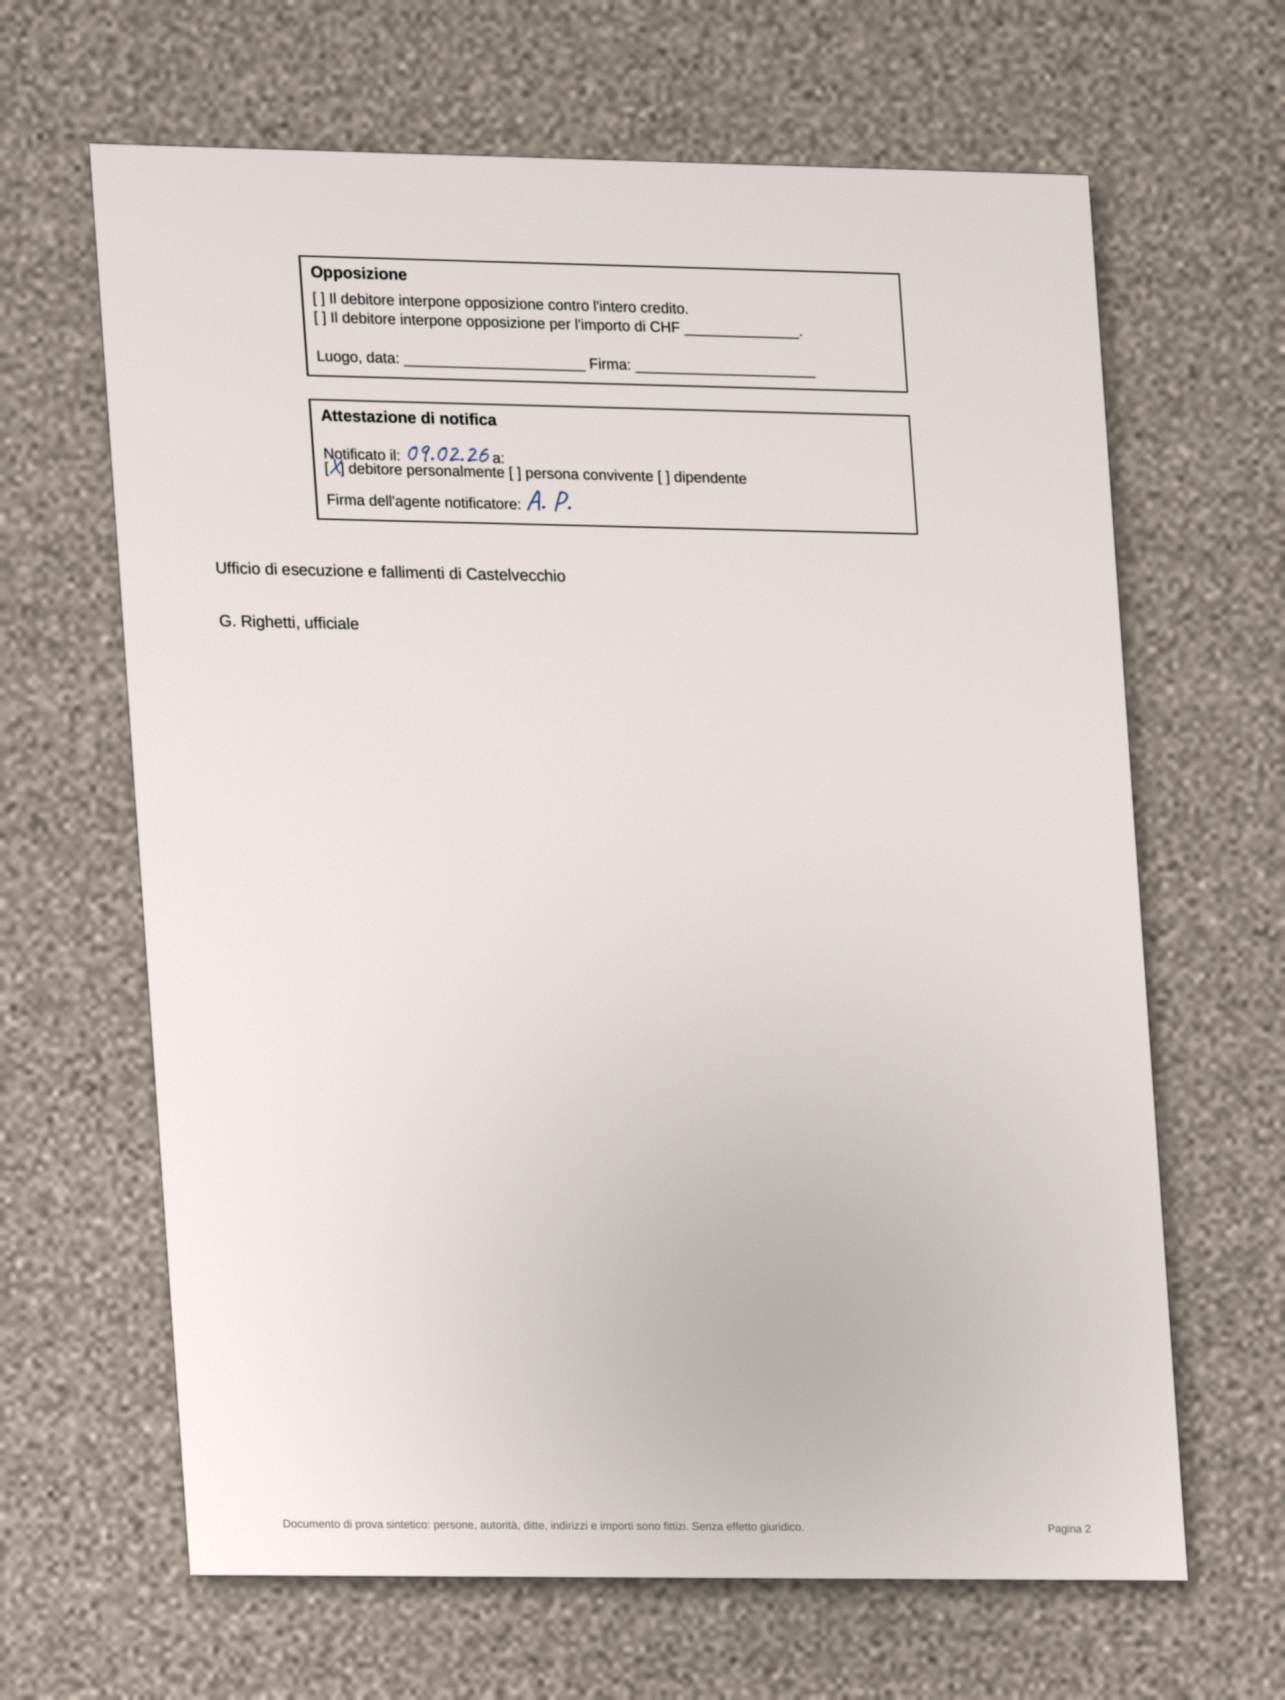 Opposizione
[ ] Il debitore interpone opposizione contro l'intero credito.
[ ] Il debitore interpone opposizione per l'importo di CHF ______________.
Luogo, data: ______________________ Firma: ______________________
Attestazione di notifica
Notificato il: 09.02.26 a:
[X] debitore personalmente [ ] persona convivente [ ] dipendente
Firma dell'agente notificatore: A. P.
Ufficio di esecuzione e fallimenti di Castelvecchio
G. Righetti, ufficiale
Documento di prova sintetico: persone, autorità, ditte, indirizzi e importi sono fittizi. Senza effetto giuridico. Pagina 2